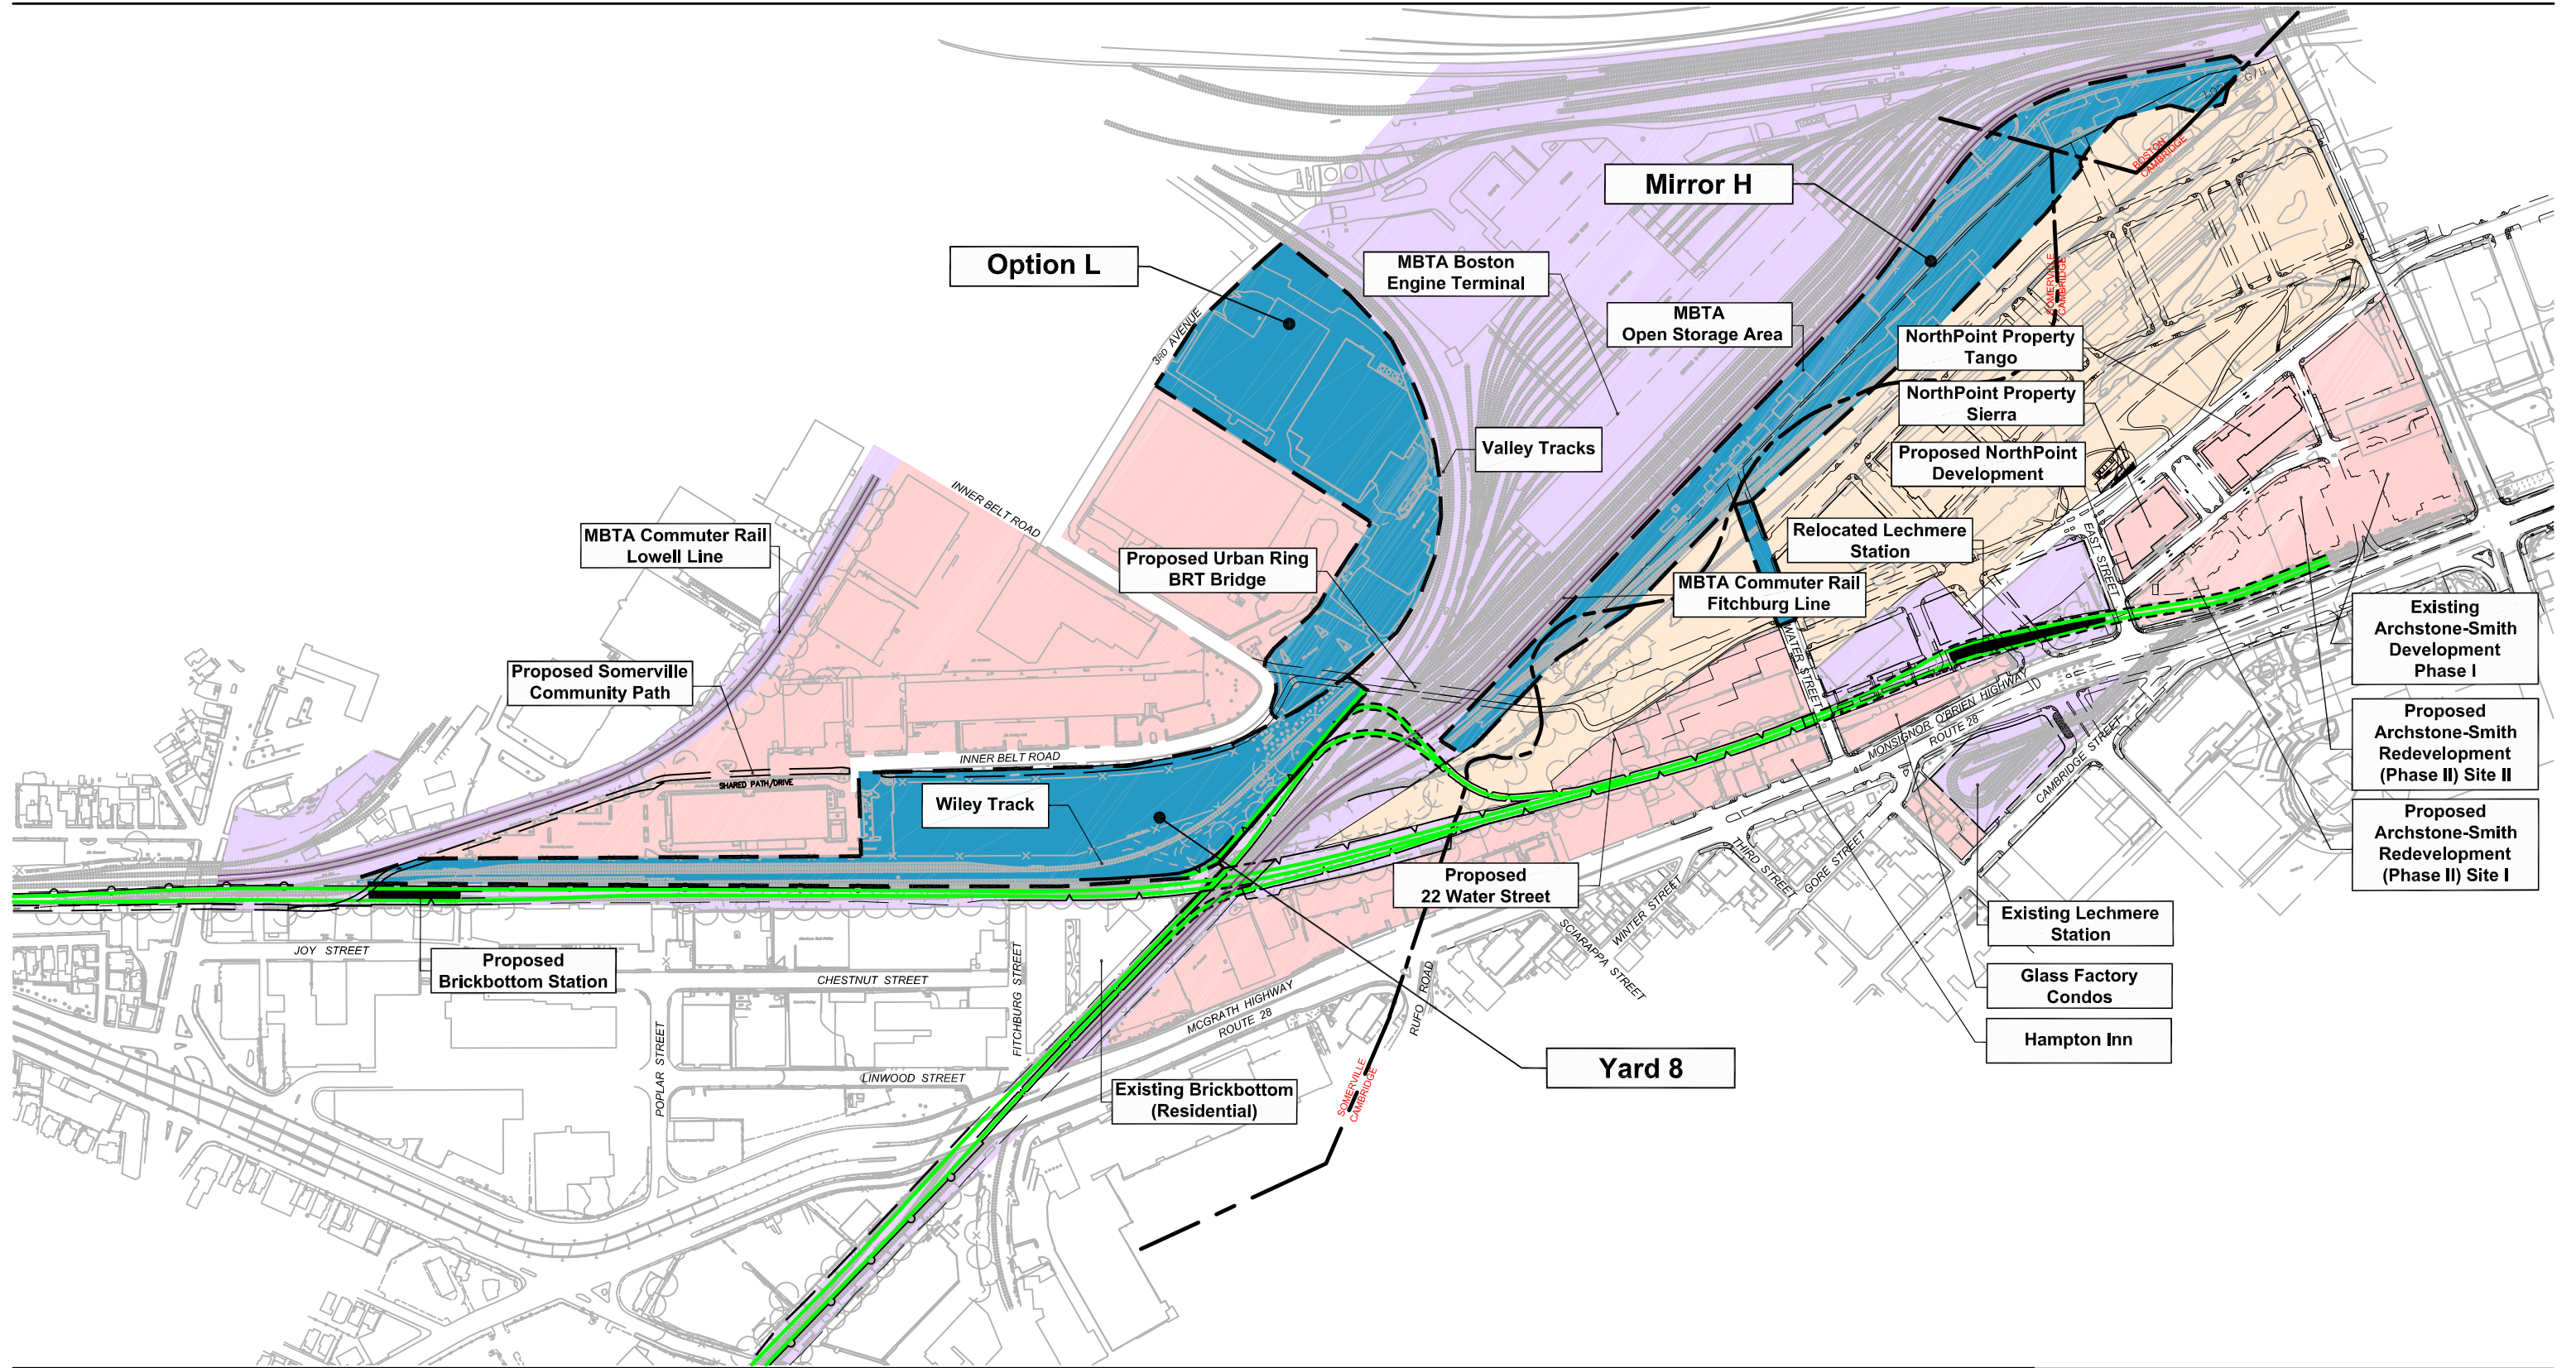 Mirror H
BOSTON
CAMBRIDGE
Option L
MBTA Boston
Engine Terminal
SOMERVILLE
CAMBRIDGE
3RD AVENUE
MBTA
Open Storage Area
NorthPoint Property
Tango
NorthPoint Property
Sierra
Valley Tracks
Proposed NorthPoint
Development
INNER BELT ROAD
MBTA Commuter Rail
Lowell Line
Relocated Lechmere
Station
EAST STREET
Proposed Urban Ring
BRT Bridge
MBTA Commuter Rail
Fitchburg Line
Existing
Archstone-Smith
Development
Phase I
WATER STREET
Proposed Somerville
Community Path
MONSIGNOR O'BRIEN HIGHWAY
ROUTE 28
CAMBRIDGE STREET
Proposed
Archstone-Smith
Redevelopment
(Phase II) Site II
INNER BELT ROAD
SHARED PATH/DRIVE
Wiley Track
Proposed
Archstone-Smith
Redevelopment
(Phase II) Site I
Proposed
22 Water Street
THIRD STREET
GORE STREET
WINTER STREET
SCIARAPPA STREET
Existing Lechmere
Station
JOY STREET
Proposed
Brickbottom Station
CHESTNUT STREET
FITCHBURG STREET
RUFO ROAD
MCGRATH HIGHWAY
ROUTE 28
Glass Factory
Condos
Hampton Inn
POPLAR STREET
LINWOOD STREET
Yard 8
Existing Brickbottom
(Residential)
SOMERVILLE
CAMBRIDGE